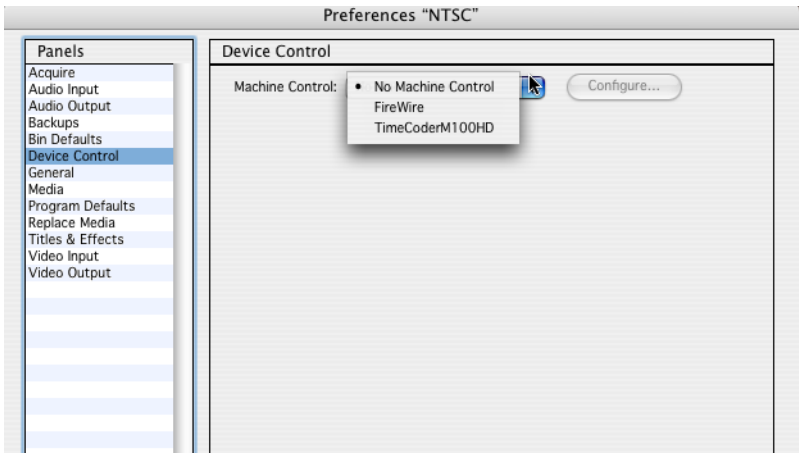 Preferences “NTSC”
Panels
Acquire
Audio Input
Audio Output
Backups
Bin Defaults
Device Control
General
Media
Program Defaults
Replace Media
Titles & Effects
Video Input
Video Output
Device Control
Machine Control:
• No Machine Control
FireWire
TimeCoderM100HD
Configure...